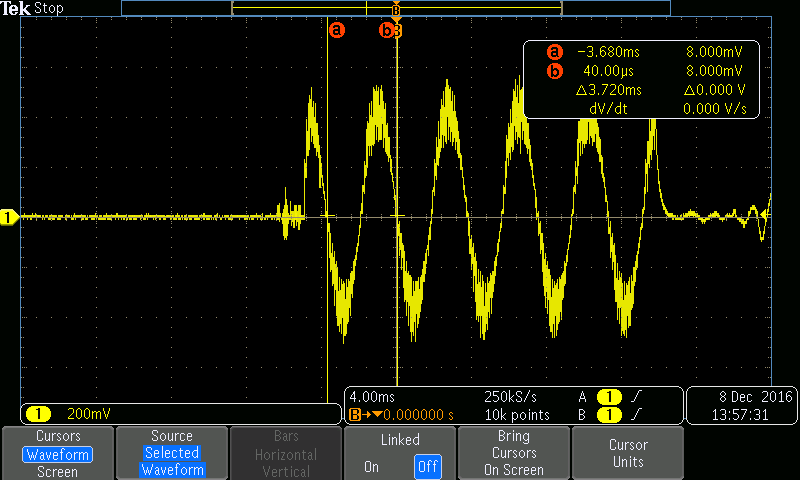 Tek Stop
B
a b B
a -3.680ms 8.000mV
b 40.00µs 8.000mV
△3.720ms △0.000 V
dV/dt 0.000 V/s
1
1 200mV
4.00ms 250kS/s A 1
B→▼0.000000 s 10k points B 1
8 Dec 2016
13:57:31
Cursors
Waveform
Screen
Source
Selected
Waveform
Bars
Horizontal
Vertical
Linked
On Off
Bring
Cursors
On Screen
Cursor
Units